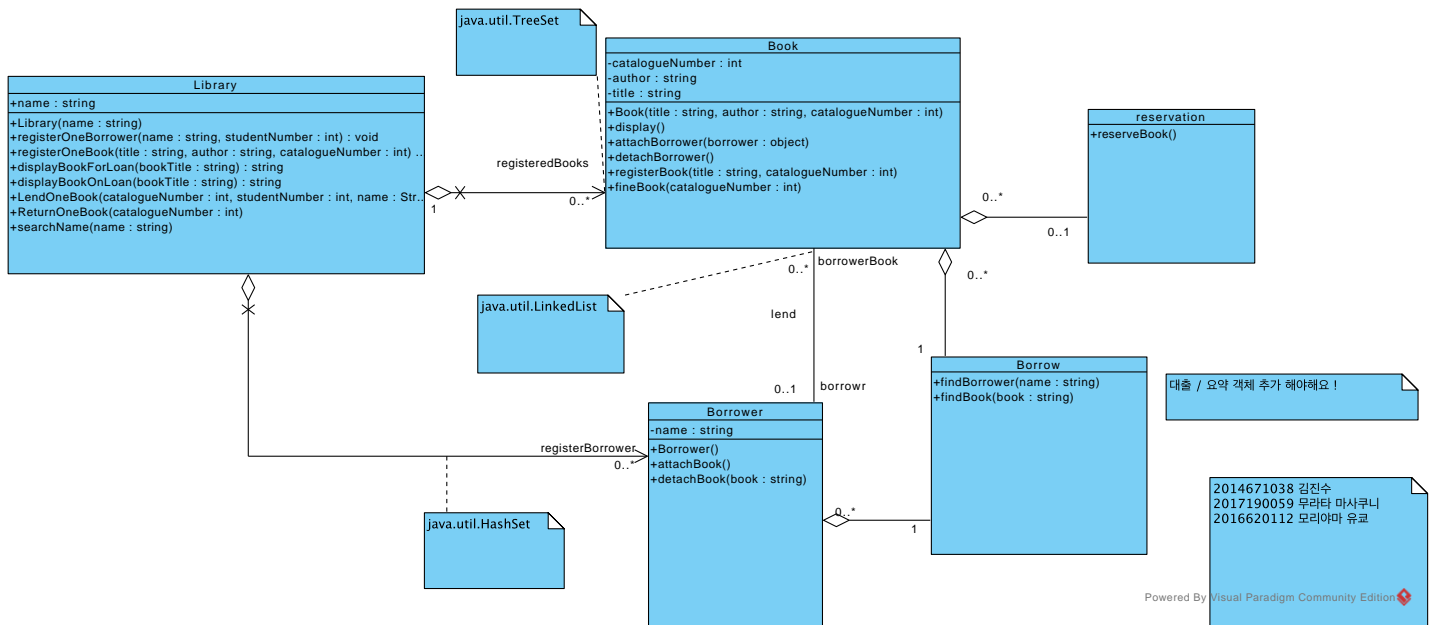 java.util.TreeSet
Book
-catalogueNumber : int
-author : string
-title : string
+Book(title : string, author : string, catalogueNumber : int)
+display()
+attachBorrower(borrower : object)
+detachBorrower()
+registerBook(title : string, catalogueNumber : int)
+fineBook(catalogueNumber : int)
Library
+name : string
+Library(name : string)
+registerOneBorrower(name : string, studentNumber : int) : void
+registerOneBook(title : string, author : string, catalogueNumber : int) ..
+displayBookForLoan(bookTitle : string) : string
+displayBookOnLoan(bookTitle : string) : string
+LendOneBook(catalogueNumber : int, studentNumber : int, name : Str..
+ReturnOneBook(catalogueNumber : int)
+searchName(name : string)
reservation
+reserveBook()
registeredBooks
1
0..*
0..*
0..1
0..*
borrowerBook
0..*
java.util.LinkedList
lend
1
0..1
borrowr
Borrow
+findBorrower(name : string)
+findBook(book : string)
대출 / 요약 객체 추가 해야해요 !
Borrower
-name : string
+Borrower()
+attachBook()
+detachBook(book : string)
registerBorrower
0..*
java.util.HashSet
0..*
1
2014671038 김진수
2017190059 무라타 마사쿠니
2016620112 모리야마 유쿄
Powered By Visual Paradigm Community Edition